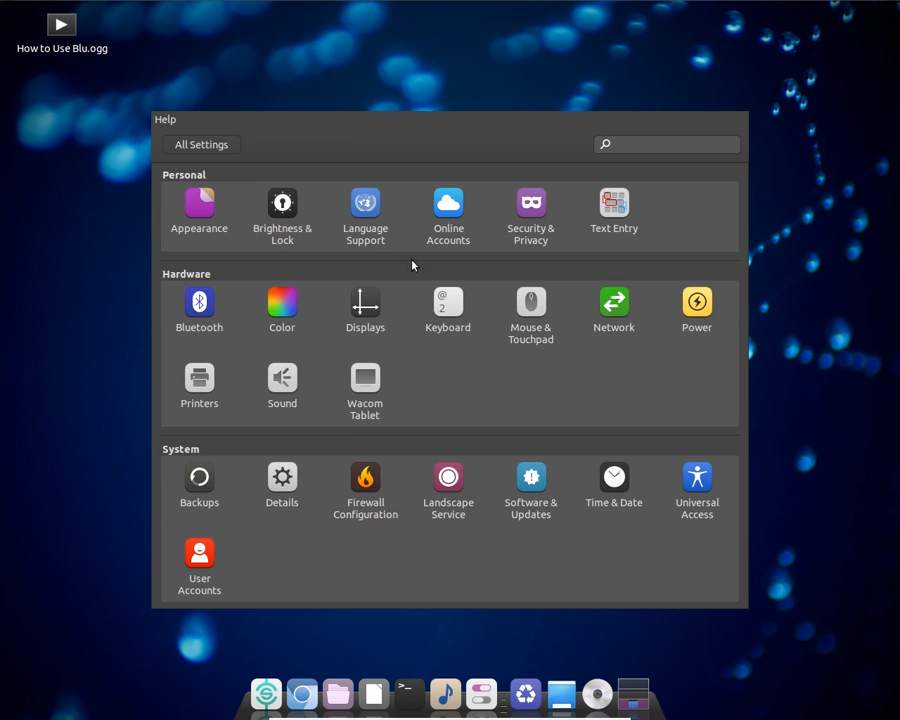 How to Use Blu.ogg
Help
All Settings
Personal
Appearance
Brightness &
Lock
Language
Support
Online
Accounts
Security &
Privacy
Text Entry
Hardware
Bluetooth
Color
Displays
@
2
Keyboard
Mouse &
Touchpad
Network
Power
Printers
Sound
Wacom
Tablet
System
Backups
Details
Firewall
Configuration
Landscape
Service
Software &
Updates
Time & Date
Universal
Access
User
Accounts
>_